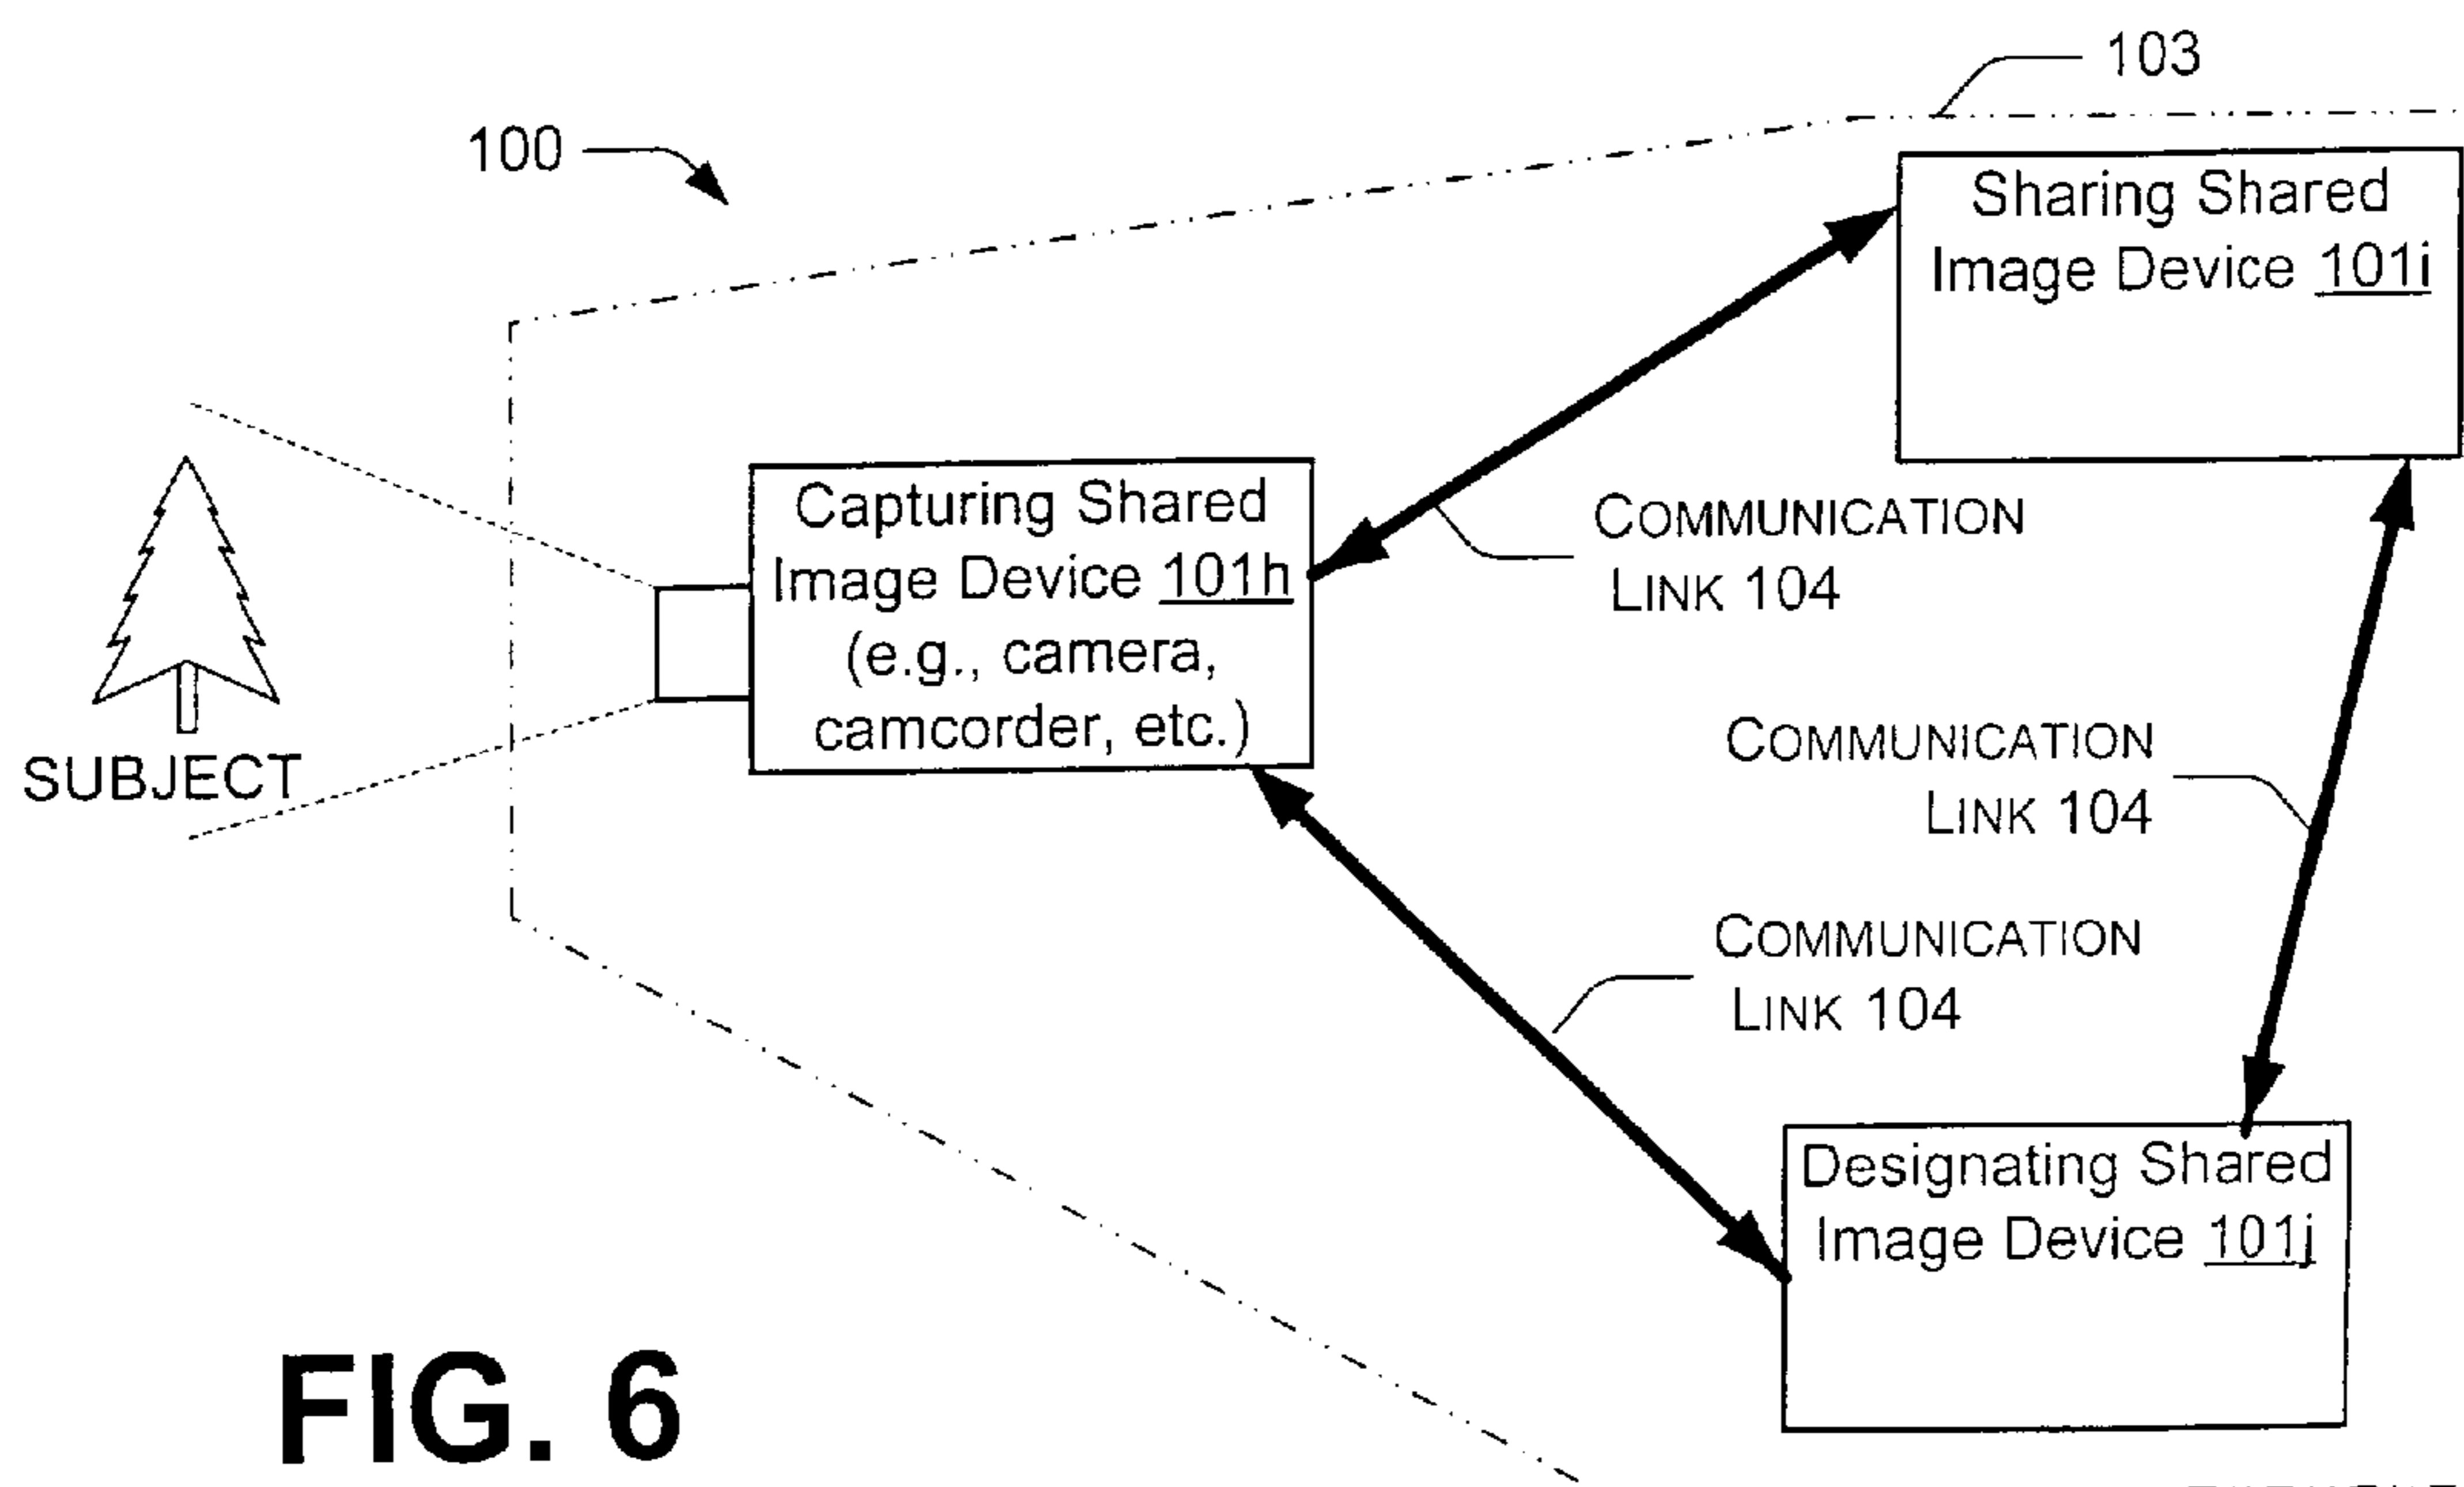 103
100
Sharing Shared
Image Device 101i
Capturing Shared
Image Device 101h
(e.g., camera,
camcorder, etc.)
COMMUNICATION
LINK 104
SUBJECT
COMMUNICATION
LINK 104
COMMUNICATION
LINK 104
Designating Shared
Image Device 101j
FIG. 6